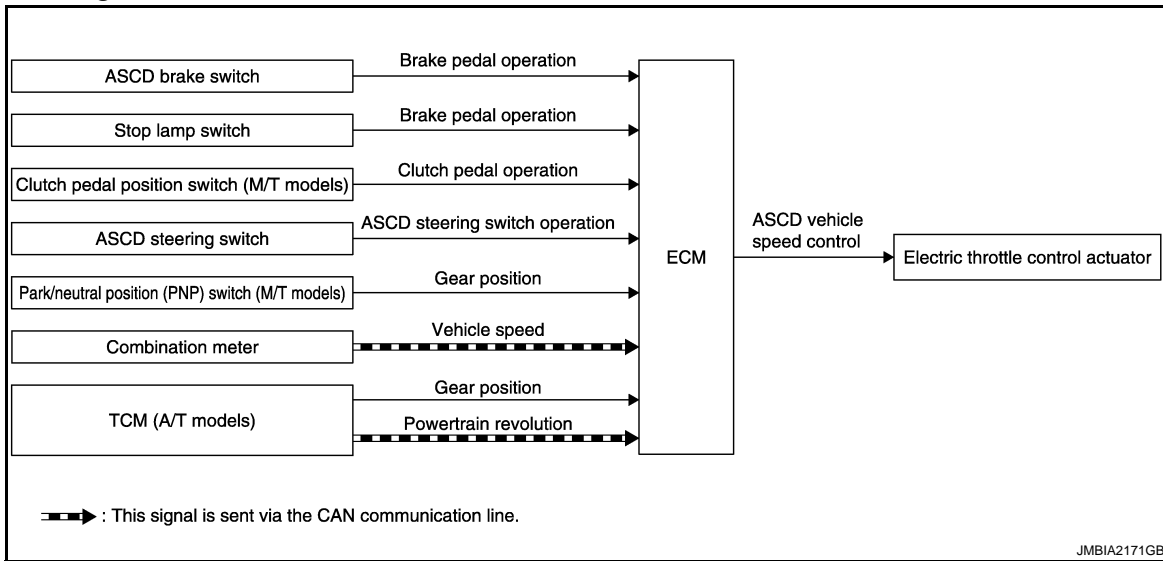 ASCD brake switch
Brake pedal operation
Stop lamp switch
Brake pedal operation
Clutch pedal position switch (M/T models)
Clutch pedal operation
ASCD steering switch
ASCD steering switch operation
Park/neutral position (PNP) switch (M/T models)
Gear position
Combination meter
Vehicle speed
TCM (A/T models)
Gear position
Powertrain revolution
ECM
ASCD vehicle
speed control
Electric throttle control actuator
: This signal is sent via the CAN communication line.
JMBIA2171GB